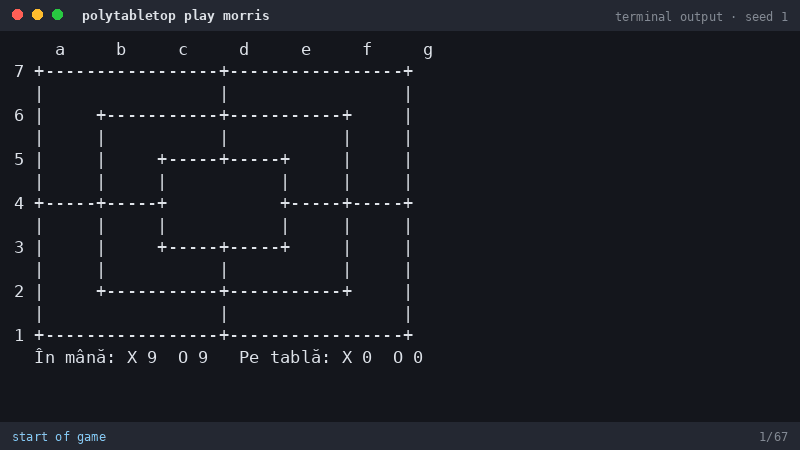 polytabletop play morris
terminal output · seed 1
a b c d e f g
7 +-----------------+-----------------+
| | |
6 | +-----------+-----------+ |
| | | | |
5 | | +-----+-----+ | |
| | | | | |
4 +-----+-----+ +-----+-----+
| | | | | |
3 | | +-----+-----+ | |
| | | | |
2 | +-----------+-----------+ |
| | |
1 +-----------------+-----------------+
În mână: X 9 O 9 Pe tablă: X 0 O 0
start of game
1/67